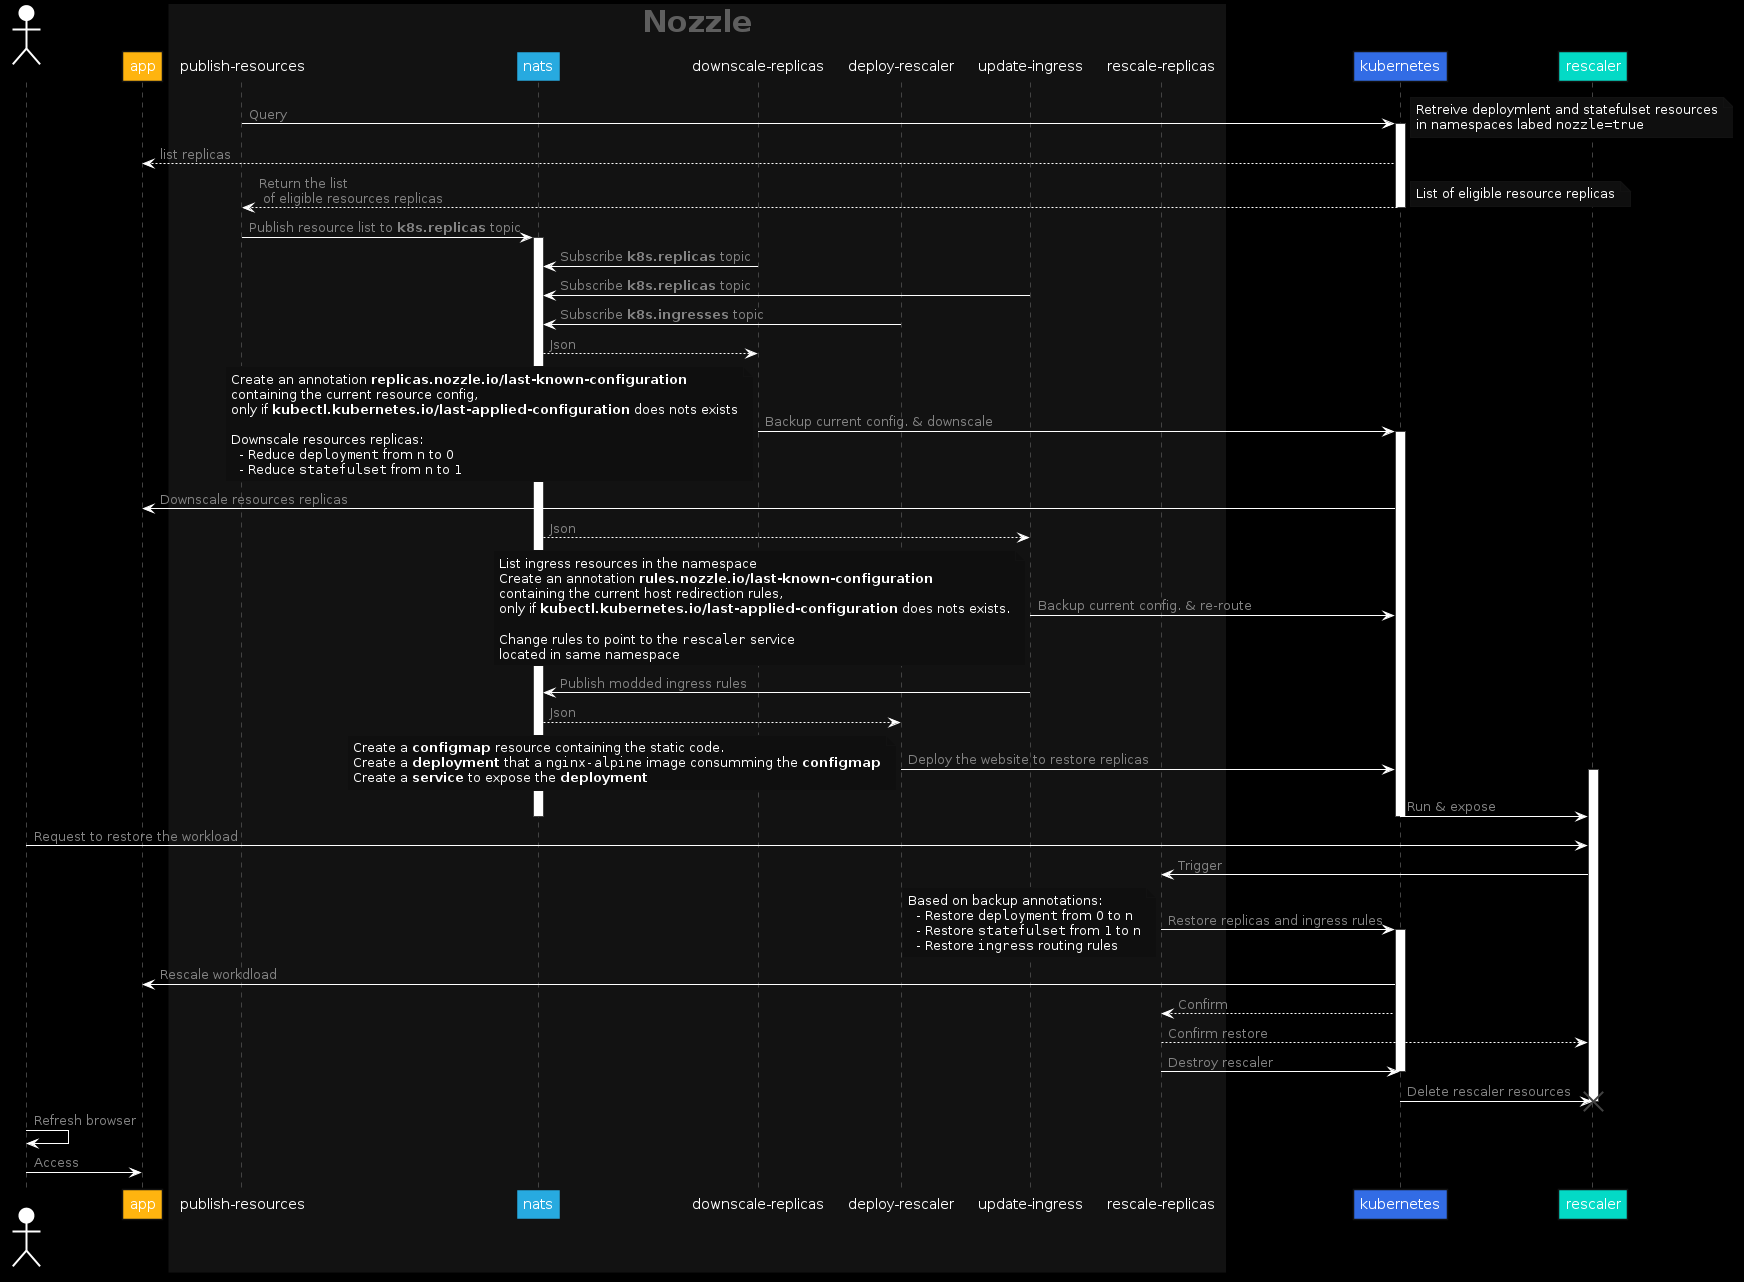 Nozzle
app
publish-resources
nats
downscale-replicas
deploy-rescaler
update-ingress
rescale-replicas
kubernetes
rescaler
Query
Retreive deploymlent and statefulset resources
in namespaces labed nozzle=true
list replicas
Return the list
of eligible resources replicas
List of eligible resource replicas
Publish resource list to k8s.replicas topic
Subscribe k8s.replicas topic
Subscribe k8s.replicas topic
Subscribe k8s.ingresses topic
Json
Create an annotation replicas.nozzle.io/last-known-configuration
containing the current resource config,
only if kubectl.kubernetes.io/last-applied-configuration does nots exists
Downscale resources replicas:
- Reduce deployment from n to 0
- Reduce statefulset from n to 1
Backup current config. & downscale
Downscale resources replicas
Json
List ingress resources in the namespace
Create an annotation rules.nozzle.io/last-known-configuration
containing the current host redirection rules,
only if kubectl.kubernetes.io/last-applied-configuration does nots exists.
Change rules to point to the rescaler service
located in same namespace
Backup current config. & re-route
Publish modded ingress rules
Json
Create a configmap resource containing the static code.
Create a deployment that a nginx-alpine image consumming the configmap
Create a service to expose the deployment
Deploy the website to restore replicas
Run & expose
Request to restore the workload
Trigger
Based on backup annotations:
- Restore deployment from 0 to n
- Restore statefulset from 1 to n
- Restore ingress routing rules
Restore replicas and ingress rules
Rescale workdload
Confirm
Confirm restore
Destroy rescaler
Delete rescaler resources
Refresh browser
Access
app
publish-resources
nats
downscale-replicas
deploy-rescaler
update-ingress
rescale-replicas
kubernetes
rescaler